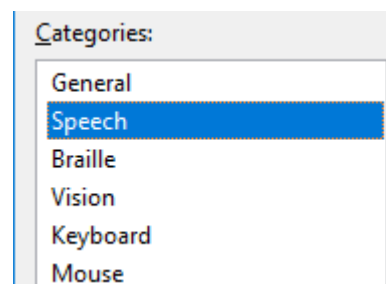 Categories:
General
Speech
Braille
Vision
Keyboard
Mouse